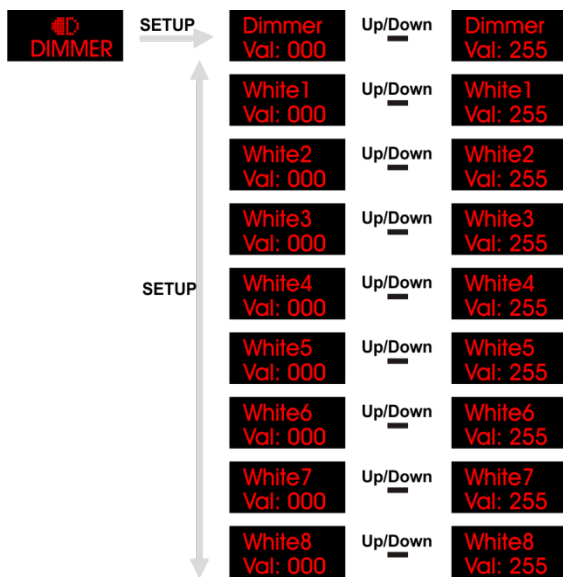 DIMMER
SETUP
Dimmer
Val: 000
Up/Down
Dimmer
Val: 255
White1
Val: 000
Up/Down
White1
Val: 255
White2
Val: 000
Up/Down
White2
Val: 255
White3
Val: 000
Up/Down
White3
Val: 255
SETUP
White4
Val: 000
Up/Down
White4
Val: 255
White5
Val: 000
Up/Down
White5
Val: 255
White6
Val: 000
Up/Down
White6
Val: 255
White7
Val: 000
Up/Down
White7
Val: 255
White8
Val: 000
Up/Down
White8
Val: 255